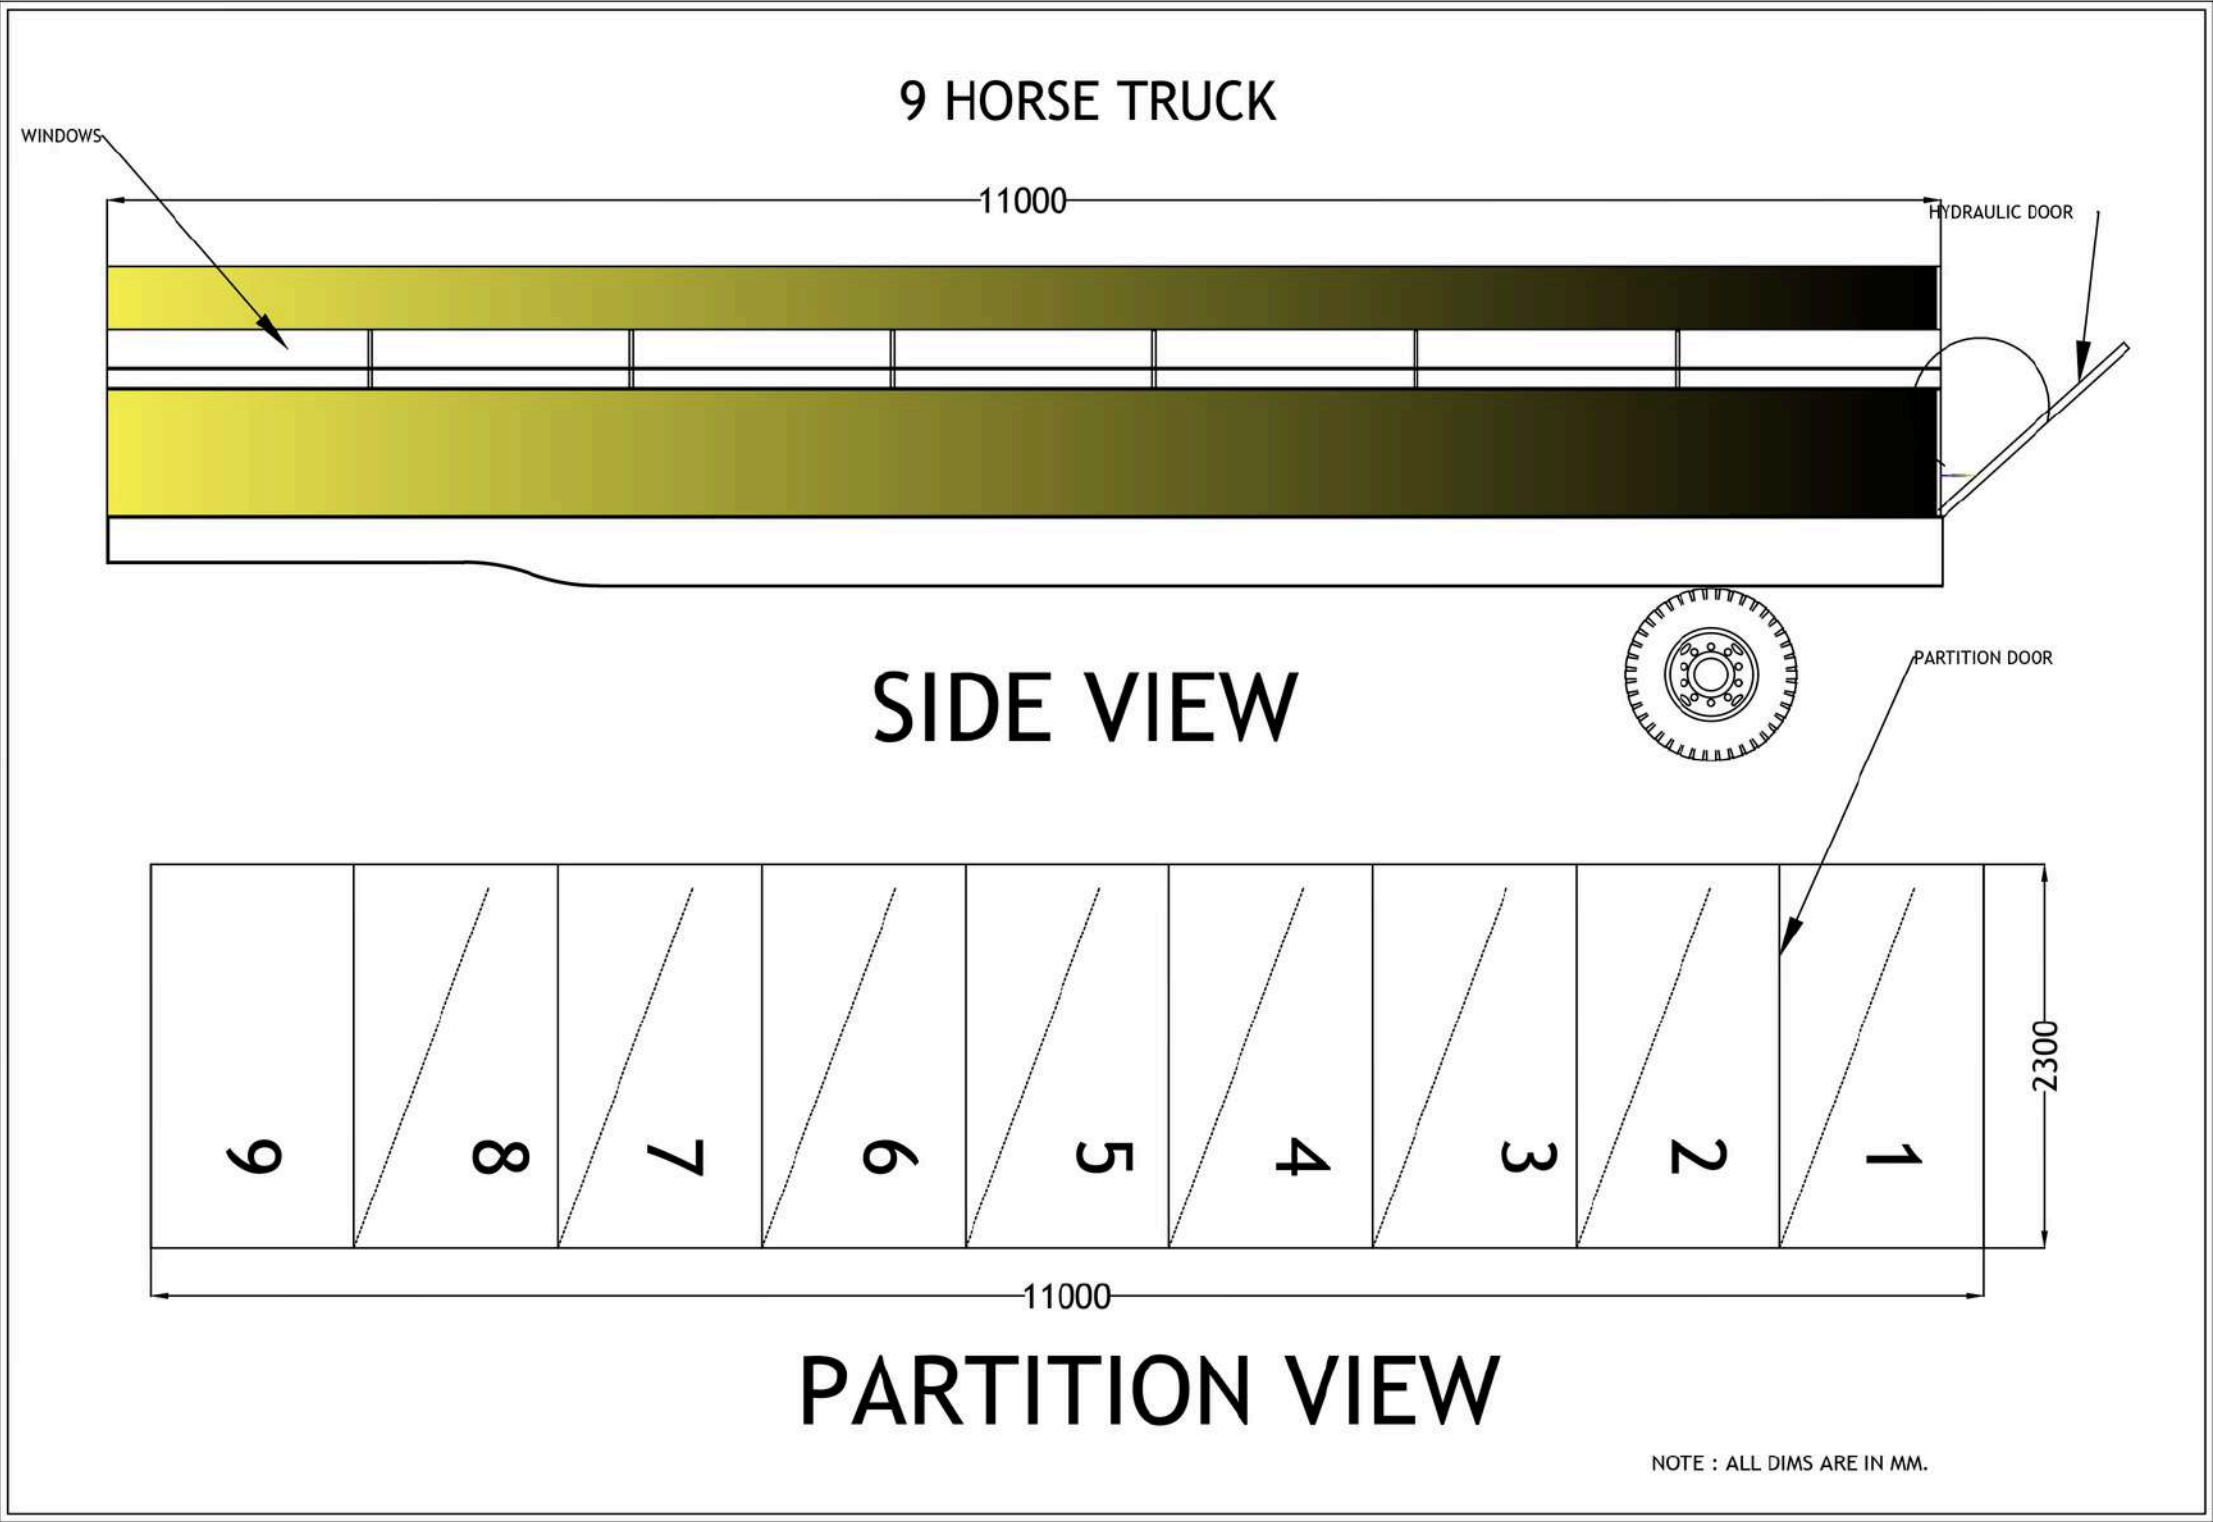 9 HORSE TRUCK
WINDOWS
11000
HYDRAULIC DOOR
SIDE VIEW
PARTITION DOOR
9 8 7 6 5 4 3 2 1
2300
11000
PARTITION VIEW
NOTE : ALL DIMS ARE IN MM.